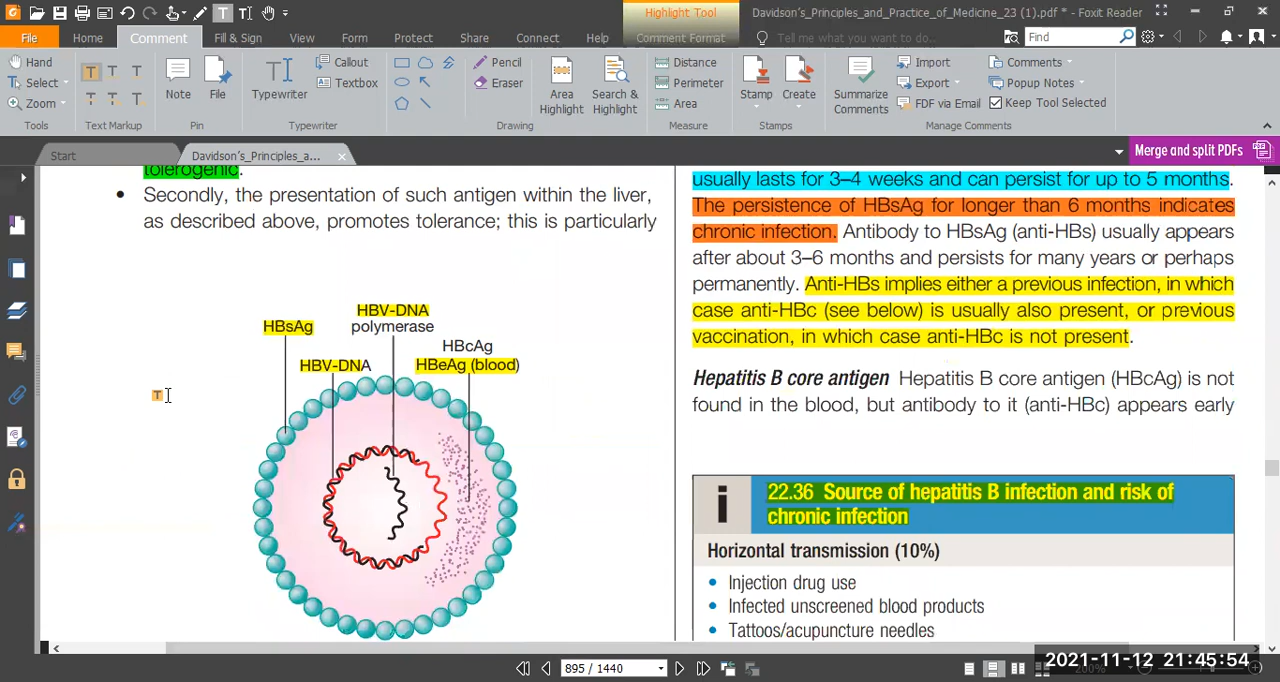 Highlight Tool
Davidson's_Principles_and_Practice_of_Medicine_23 (1).pdf * - Foxit Reader
File
Home
Comment
Fill & Sign
View
Form
Protect
Share
Connect
Help
Comment Format
Tell me what you want to do...
Find
Hand
Select
Zoom
Tools
Text Markup
Note
File
Pin
Typewriter
Callout
Textbox
Typewriter
Pencil
Eraser
Area Highlight
Search & Highlight
Drawing
Distance
Perimeter
Area
Measure
Stamp
Create
Stamps
Summarize Comments
Import
Export
FDF via Email
Comments
Popup Notes
Keep Tool Selected
Manage Comments
Start
Davidson's_Principles_a...
Merge and split PDFs
tolerogenic.
• Secondly, the presentation of such antigen within the liver,
as described above, promotes tolerance; this is particularly
HBV-DNA
polymerase
HBsAg
HBcAg
HBV-DNA
HBeAg (blood)
usually lasts for 3–4 weeks and can persist for up to 5 months.
The persistence of HBsAg for longer than 6 months indicates
chronic infection. Antibody to HBsAg (anti-HBs) usually appears
after about 3–6 months and persists for many years or perhaps
permanently. Anti-HBs implies either a previous infection, in which
case anti-HBc (see below) is usually also present, or previous
vaccination, in which case anti-HBc is not present.
Hepatitis B core antigen Hepatitis B core antigen (HBcAg) is not
found in the blood, but antibody to it (anti-HBc) appears early
i
22.36 Source of hepatitis B infection and risk of
chronic infection
Horizontal transmission (10%)
• Injection drug use
• Infected unscreened blood products
• Tattoos/acupuncture needles
895 / 1440
2021-11-12 21:45:54
200%